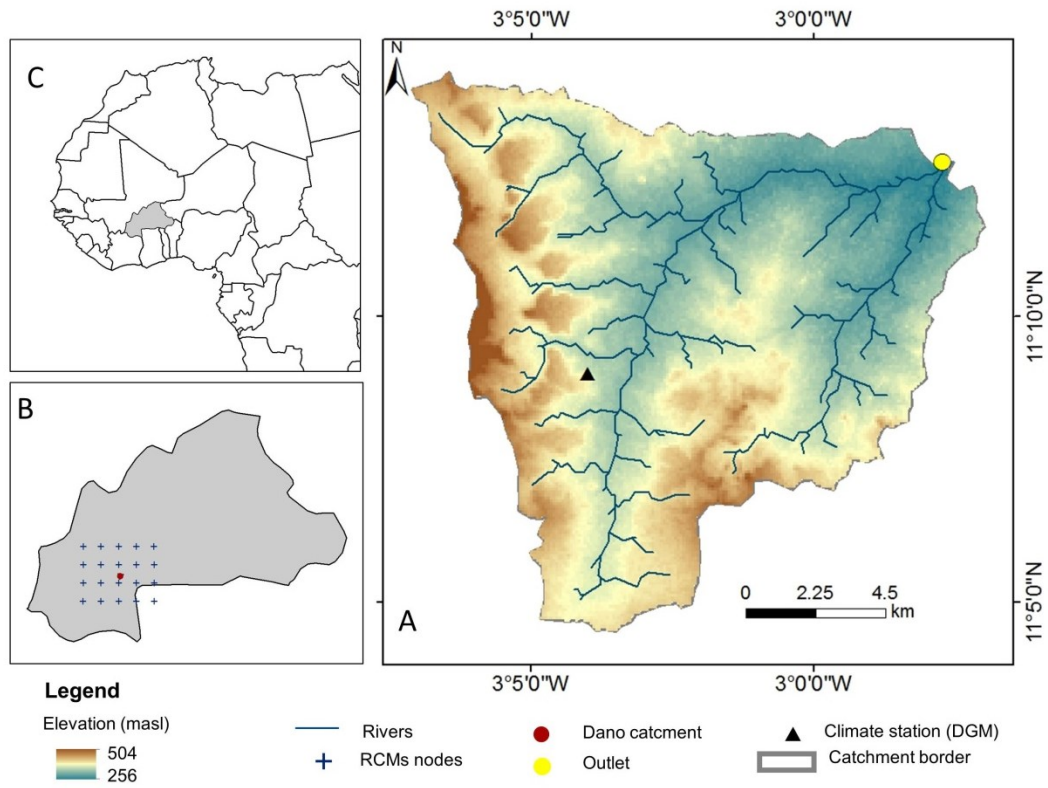 3°5'0"W 3°0'0"W
C
N
11°10'0"N
B
A
0 2.25 4.5
km
11°5'0"N
3°5'0"W 3°0'0"W
Legend
Elevation (masl)
504
256
Rivers
RCMs nodes
Dano catcment
Outlet
Climate station (DGM)
Catchment border